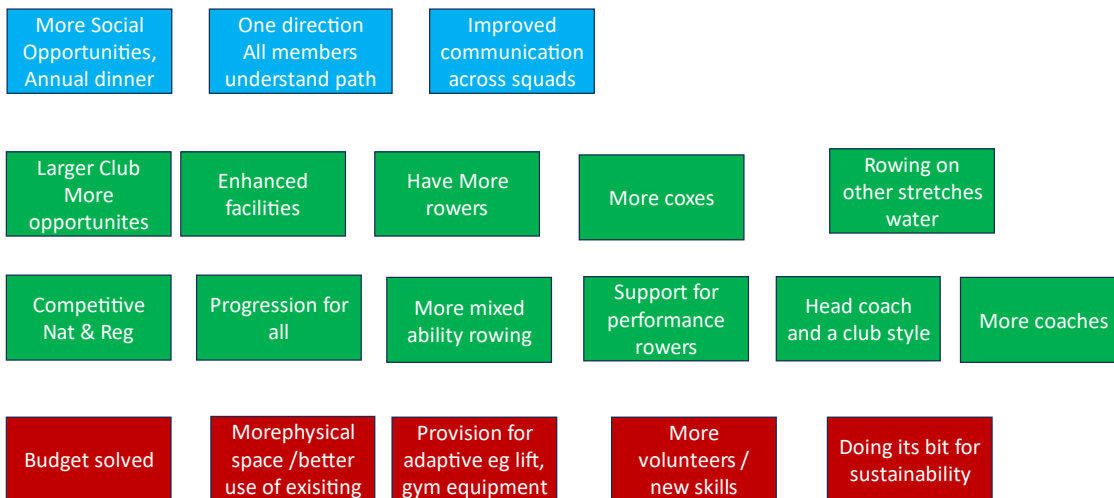 More Social
Opportunities,
Annual dinner
One direction
All members
understand path
Improved
communication
across squads
Larger Club
More
opportunites
Enhanced
facilities
Have More
rowers
More coxes
Rowing on
other stretches
water
Competitive
Nat & Reg
Progression for
all
More mixed
ability rowing
Support for
performance
rowers
Head coach
and a club style
More coaches
Budget solved
Morephysical
space /better
use of exisiting
Provision for
adaptive eg lift,
gym equipment
More
volunteers /
new skills
Doing its bit for
sustainability